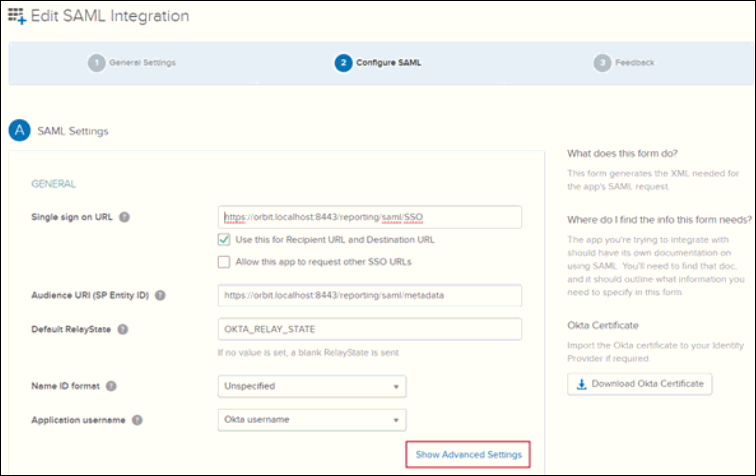 Edit SAML Integration
1 General Settings
2 Configure SAML
3 Feedback
A SAML Settings
GENERAL
Single sign on URL ?
https://orbit.localhost:8443/reporting/saml/SSO
Use this for Recipient URL and Destination URL
Allow this app to request other SSO URLs
Audience URI (SP Entity ID) ?
https://orbit.localhost:8443/reporting/saml/metadata
Default RelayState ?
OKTA_RELAY_STATE
If no value is set, a blank RelayState is sent
Name ID format ?
Unspecified
Application username ?
Okta username
Show Advanced Settings
What does this form do?
This form generates the XML needed for
the app's SAML request.
Where do I find the info this form needs?
The app you're trying to integrate with
should have its own documentation on
using SAML. You'll need to find that doc,
and it should outline what information you
need to specify in this form.
Okta Certificate
Import the Okta certificate to your Identity
Provider if required.
Download Okta Certificate